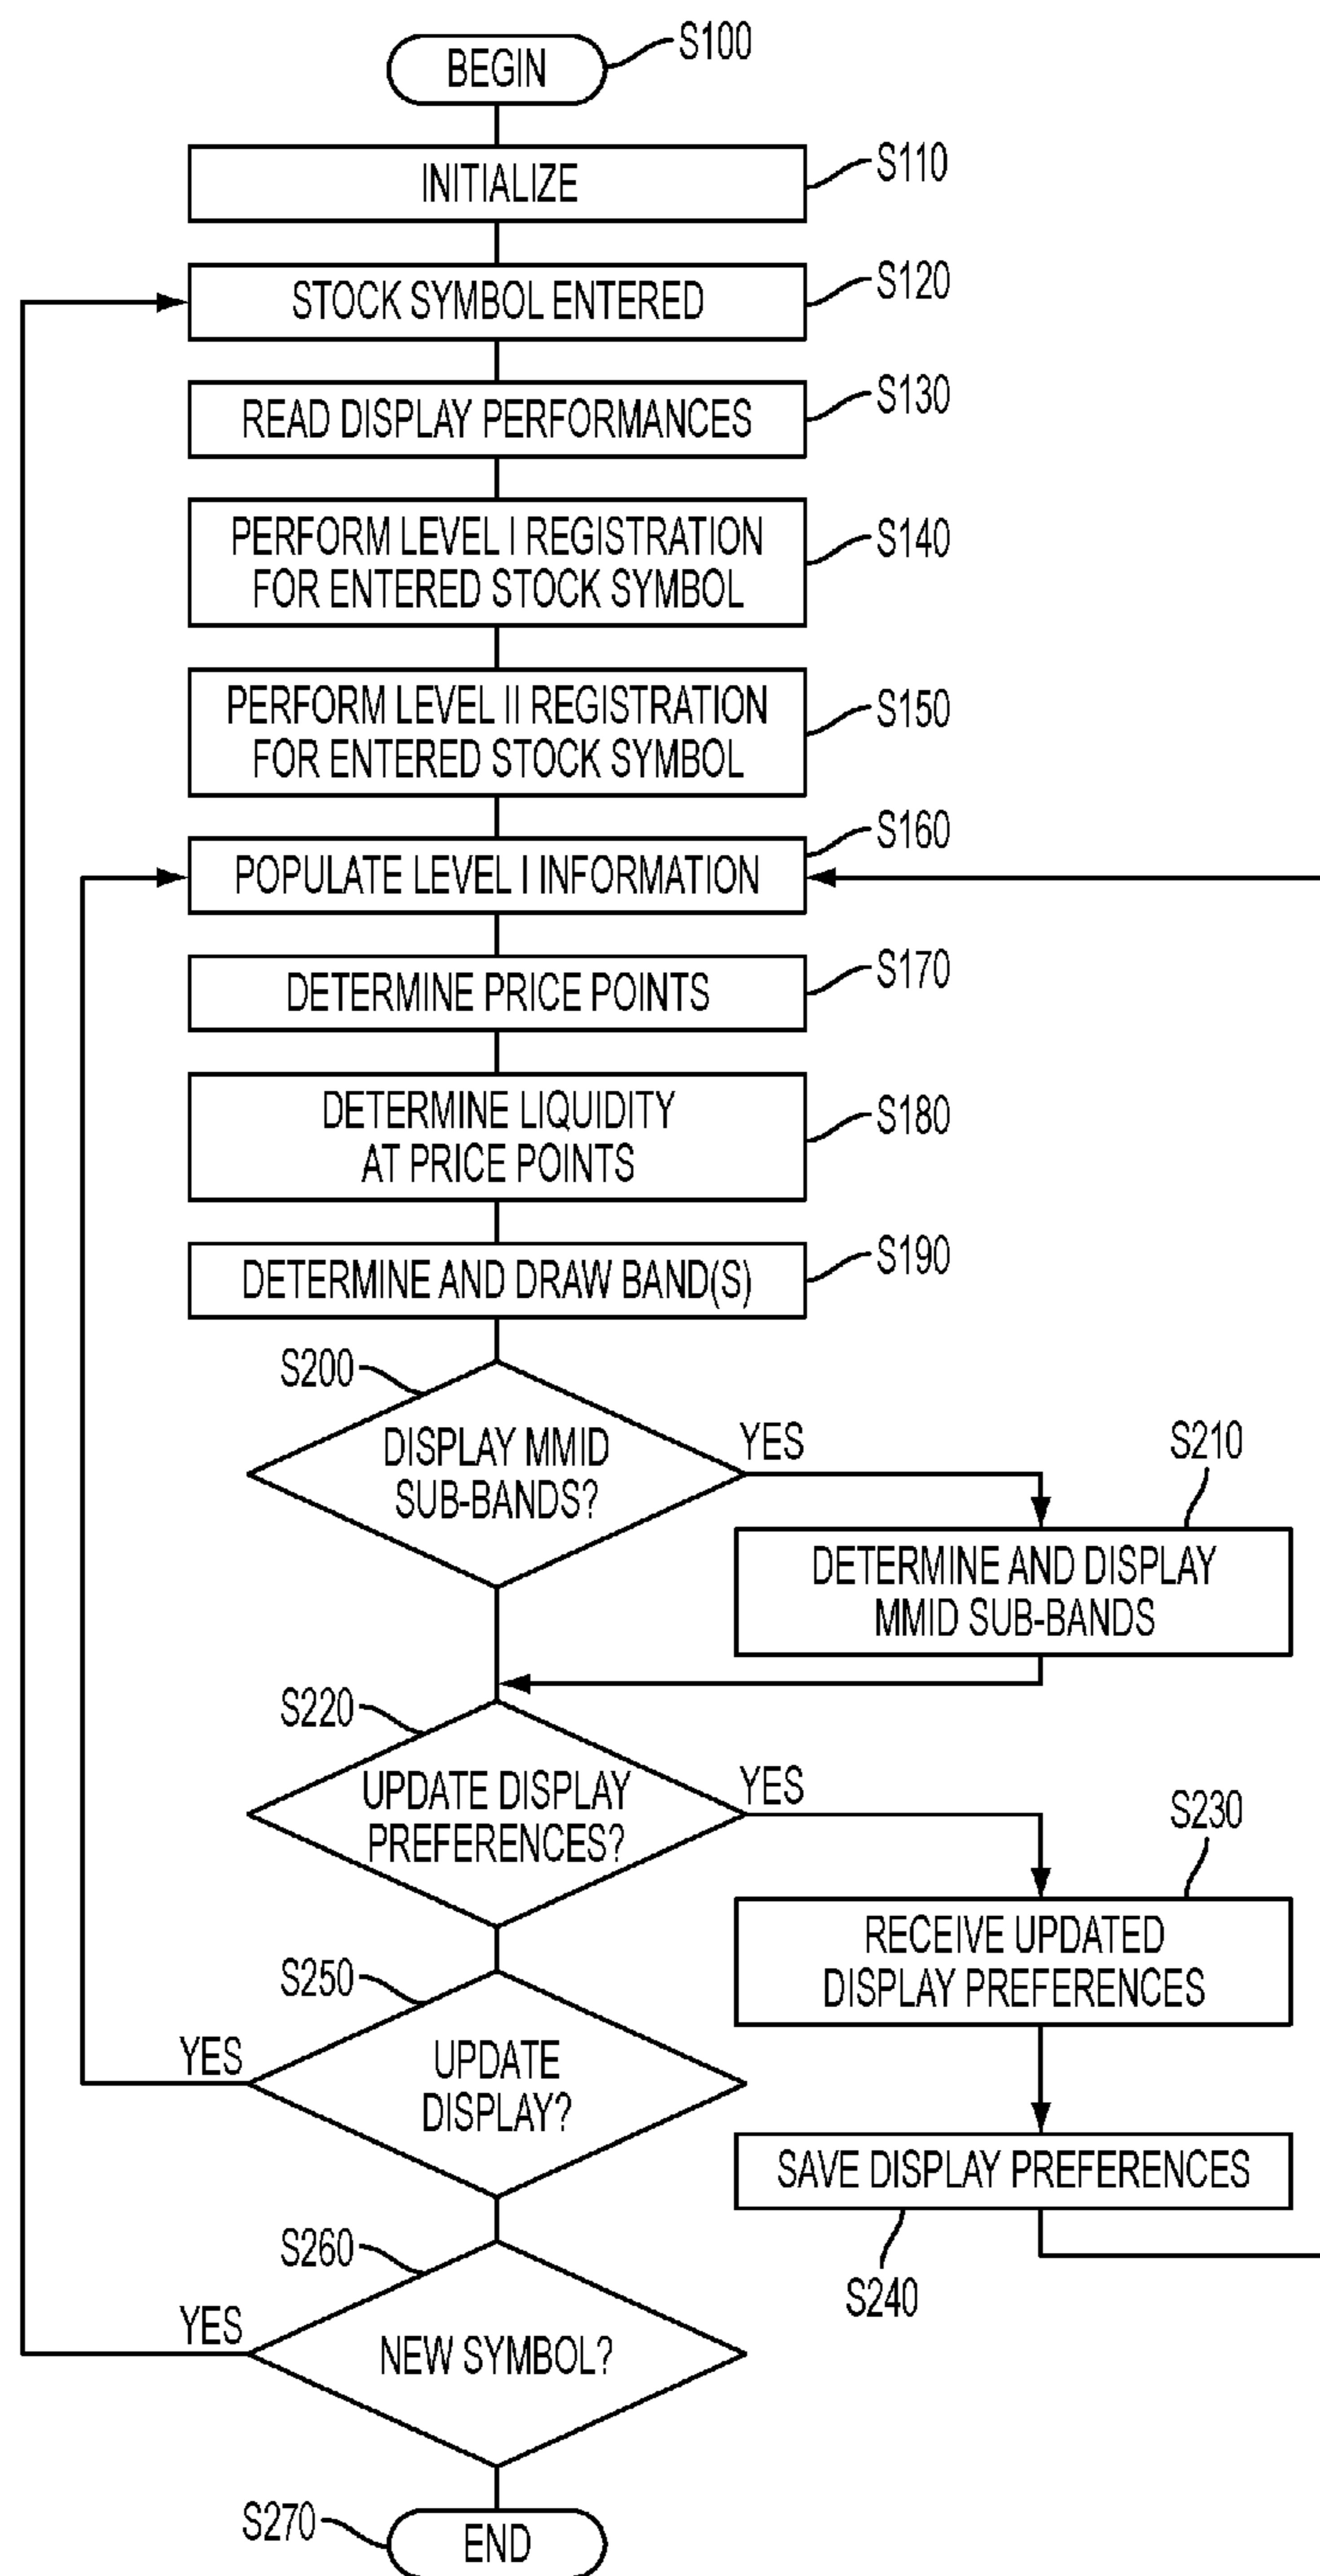 BEGIN
S100
INITIALIZE
S110
STOCK SYMBOL ENTERED
S120
READ DISPLAY PERFORMANCES
S130
PERFORM LEVEL I REGISTRATION
FOR ENTERED STOCK SYMBOL
S140
PERFORM LEVEL II REGISTRATION
FOR ENTERED STOCK SYMBOL
S150
POPULATE LEVEL I INFORMATION
S160
DETERMINE PRICE POINTS
S170
DETERMINE LIQUIDITY
AT PRICE POINTS
S180
DETERMINE AND DRAW BAND(S)
S190
S200
DISPLAY MMID
SUB-BANDS?
YES
S210
DETERMINE AND DISPLAY
MMID SUB-BANDS
S220
UPDATE DISPLAY
PREFERENCES?
YES
S230
RECEIVE UPDATED
DISPLAY PREFERENCES
S250
UPDATE
DISPLAY?
YES
SAVE DISPLAY PREFERENCES
S240
S260
NEW SYMBOL?
YES
S270
END